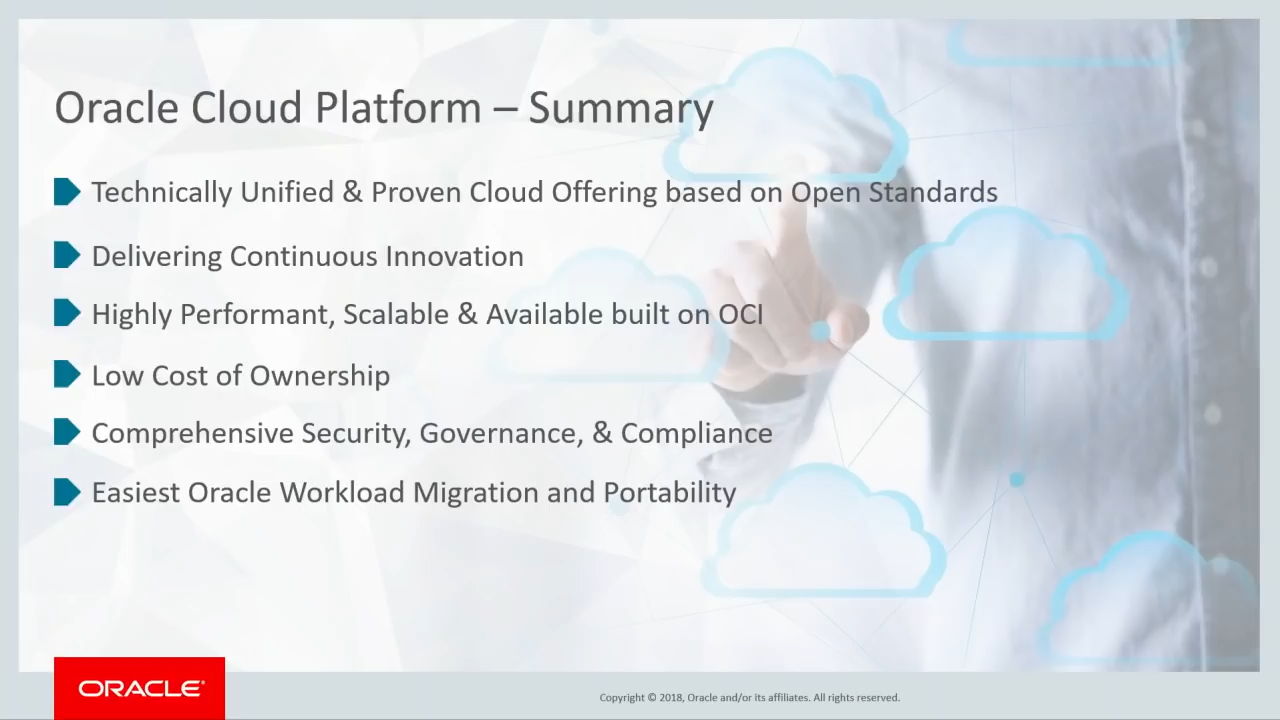 Oracle Cloud Platform – Summary
Technically Unified & Proven Cloud Offering based on Open Standards
Delivering Continuous Innovation
Highly Performant, Scalable & Available built on OCI
Low Cost of Ownership
Comprehensive Security, Governance, & Compliance
Easiest Oracle Workload Migration and Portability
ORACLE®
Copyright © 2018, Oracle and/or its affiliates. All rights reserved.